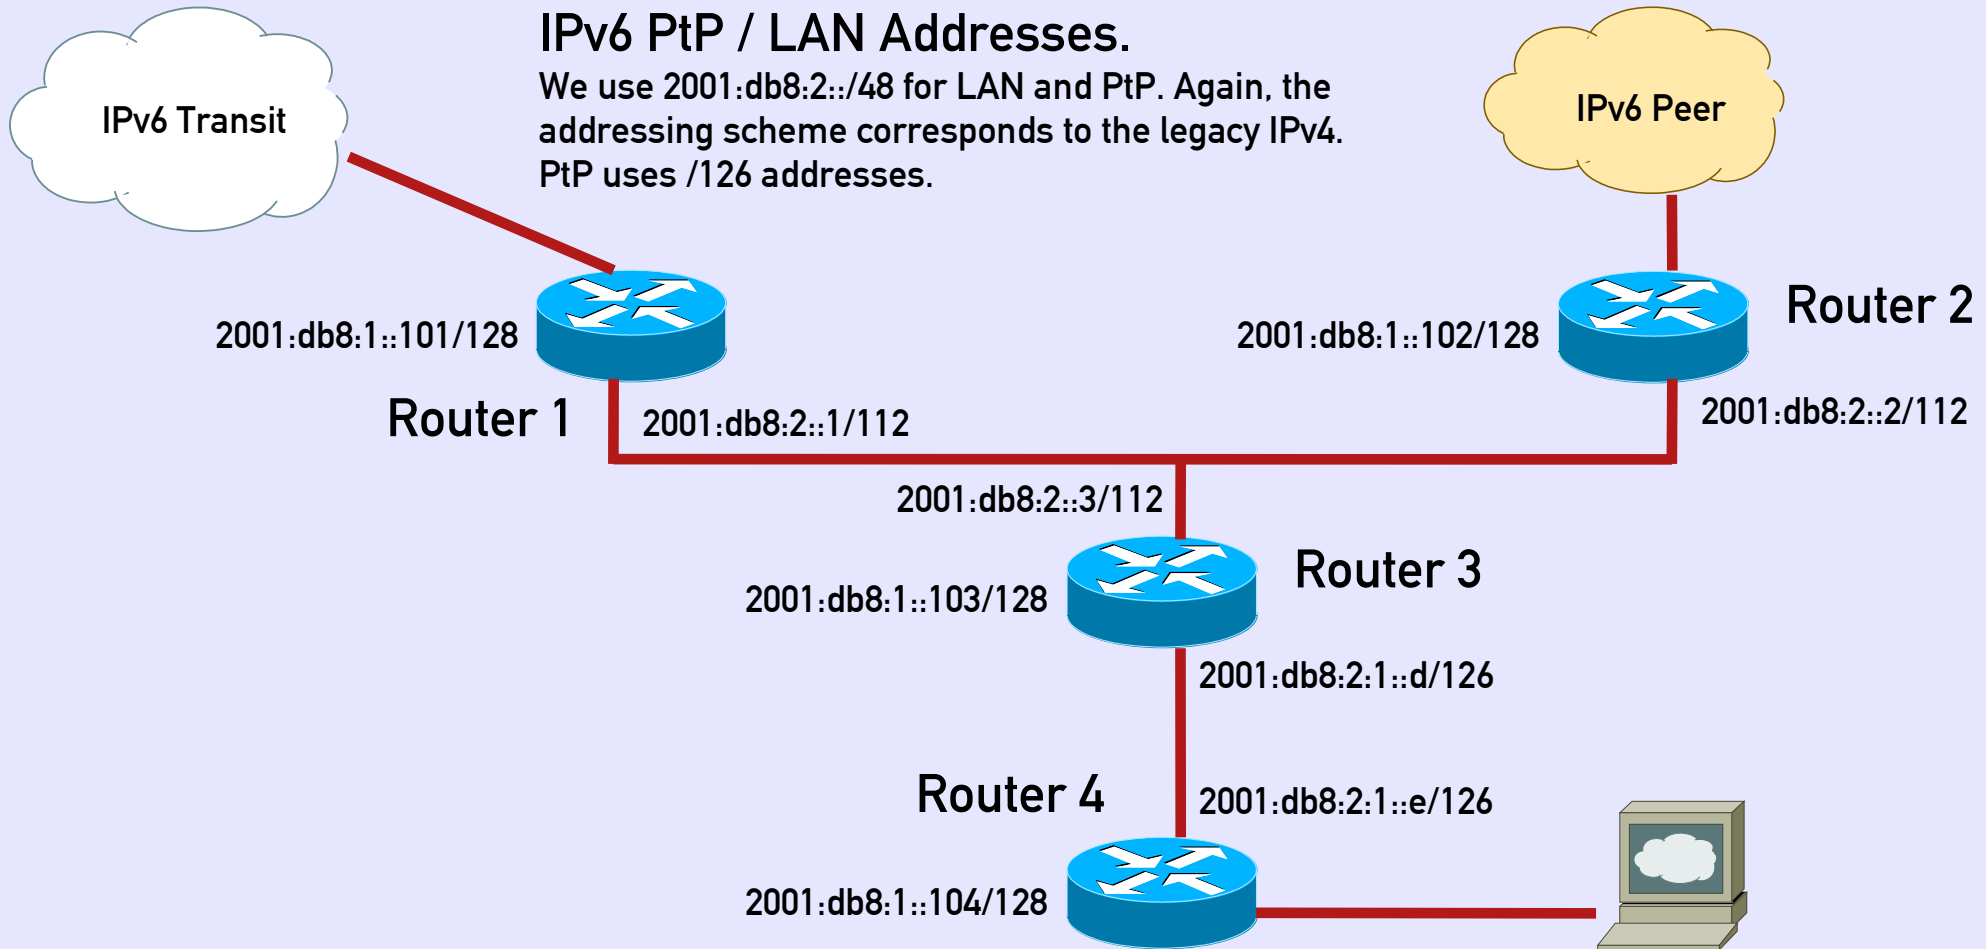 IPv6 PtP / LAN Addresses.
We use 2001:db8:2::/48 for LAN and PtP. Again, the
addressing scheme corresponds to the legacy IPv4.
PtP uses /126 addresses.
IPv6 Transit
IPv6 Peer
2001:db8:1::101/128
Router 1
2001:db8:2::1/112
2001:db8:1::102/128
Router 2
2001:db8:2::2/112
2001:db8:2::3/112
Router 3
2001:db8:1::103/128
2001:db8:2:1::d/126
Router 4
2001:db8:2:1::e/126
2001:db8:1::104/128